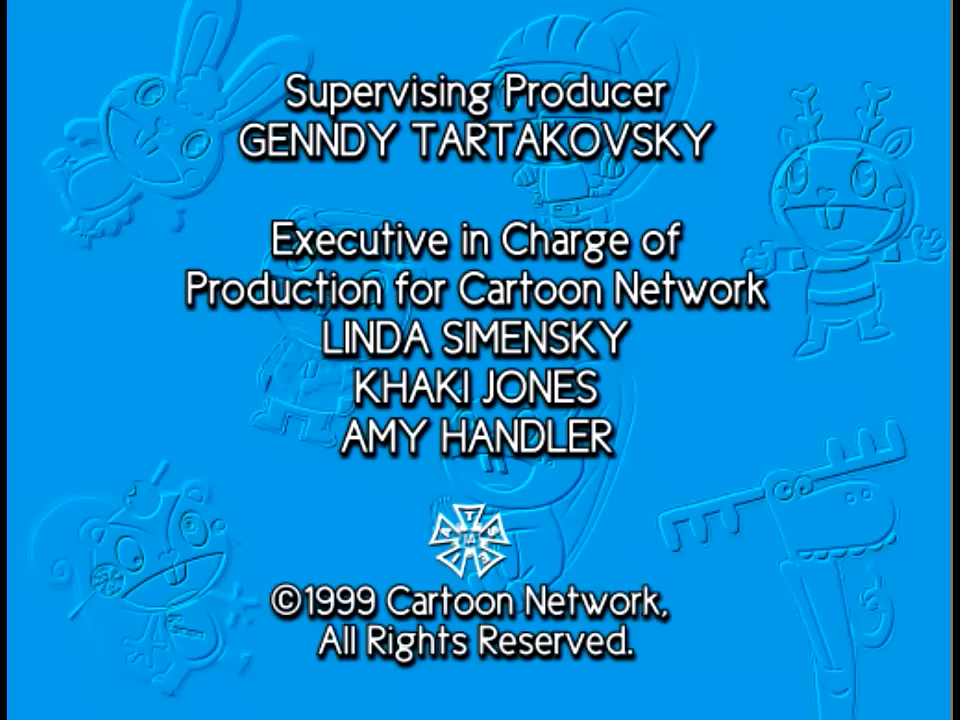 Supervising Producer
GENNDY TARTAKOVSKY
Executive in Charge of
Production for Cartoon Network
LINDA SIMENSKY
KHAKI JONES
AMY HANDLER
I A T S E
©1999 Cartoon Network,
All Rights Reserved.